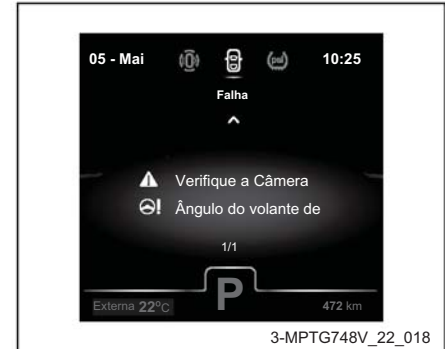 05 - Mai 10:25
Falha
Verifique a Câmera
Ângulo do volante de
1/1
P
Externa 22°C 472 km
3-MPTG748V_22_018